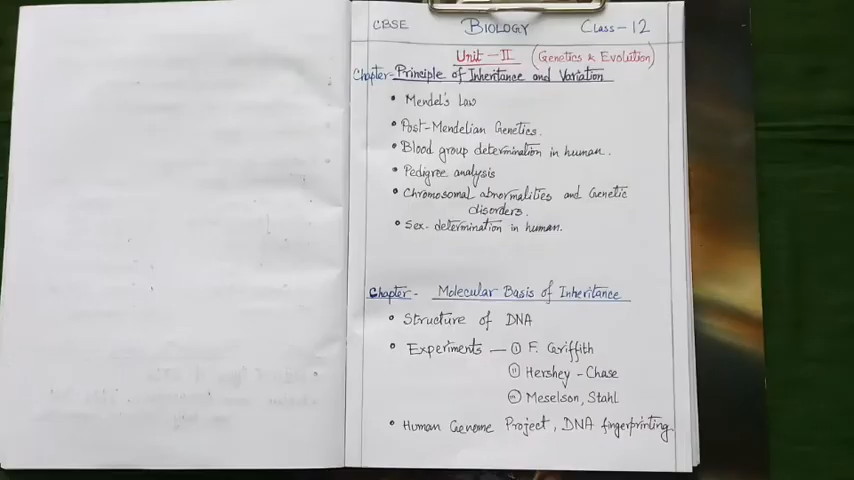 CBSE BIOLOGY Class-12
Unit-II (Genetics & Evolution)
Chapter- Principle of Inheritance and Variation
• Mendel's Law
• Post-Mendelian Genetics.
• Blood group determination in human.
• Pedigree analysis
• Chromosomal abnormalities and Genetic
disorders.
• Sex-determination in human.
Chapter- Molecular Basis of Inheritance
• Structure of DNA
• Experiments — (i) F. Griffith
(ii) Hershey-Chase
(iii) Meselson, Stahl
• Human Genome Project, DNA fingerprinting